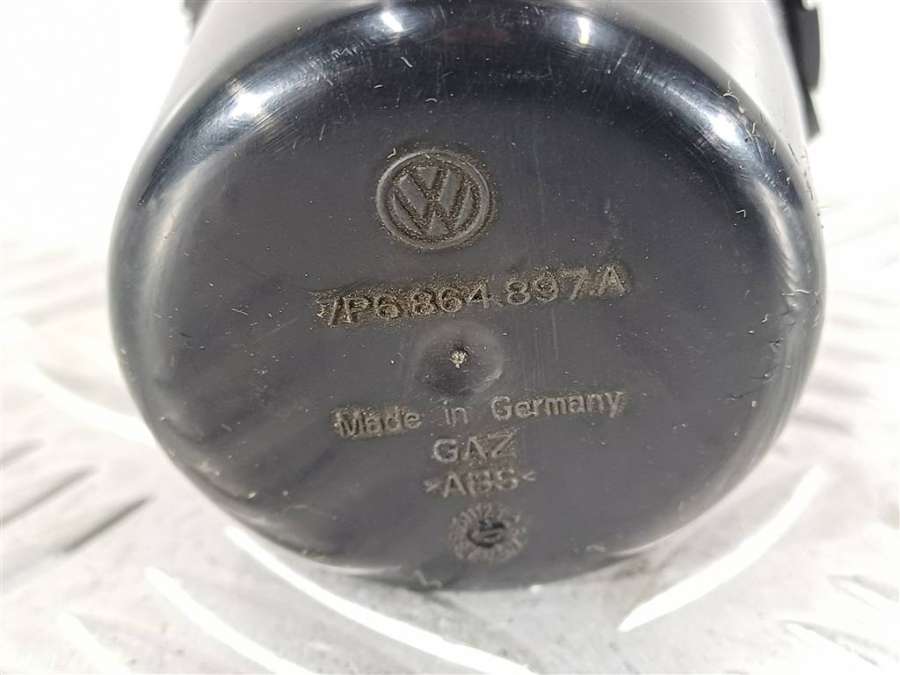 VW
7P6 864 897 A
Made in Germany
GAZ
>ABS<